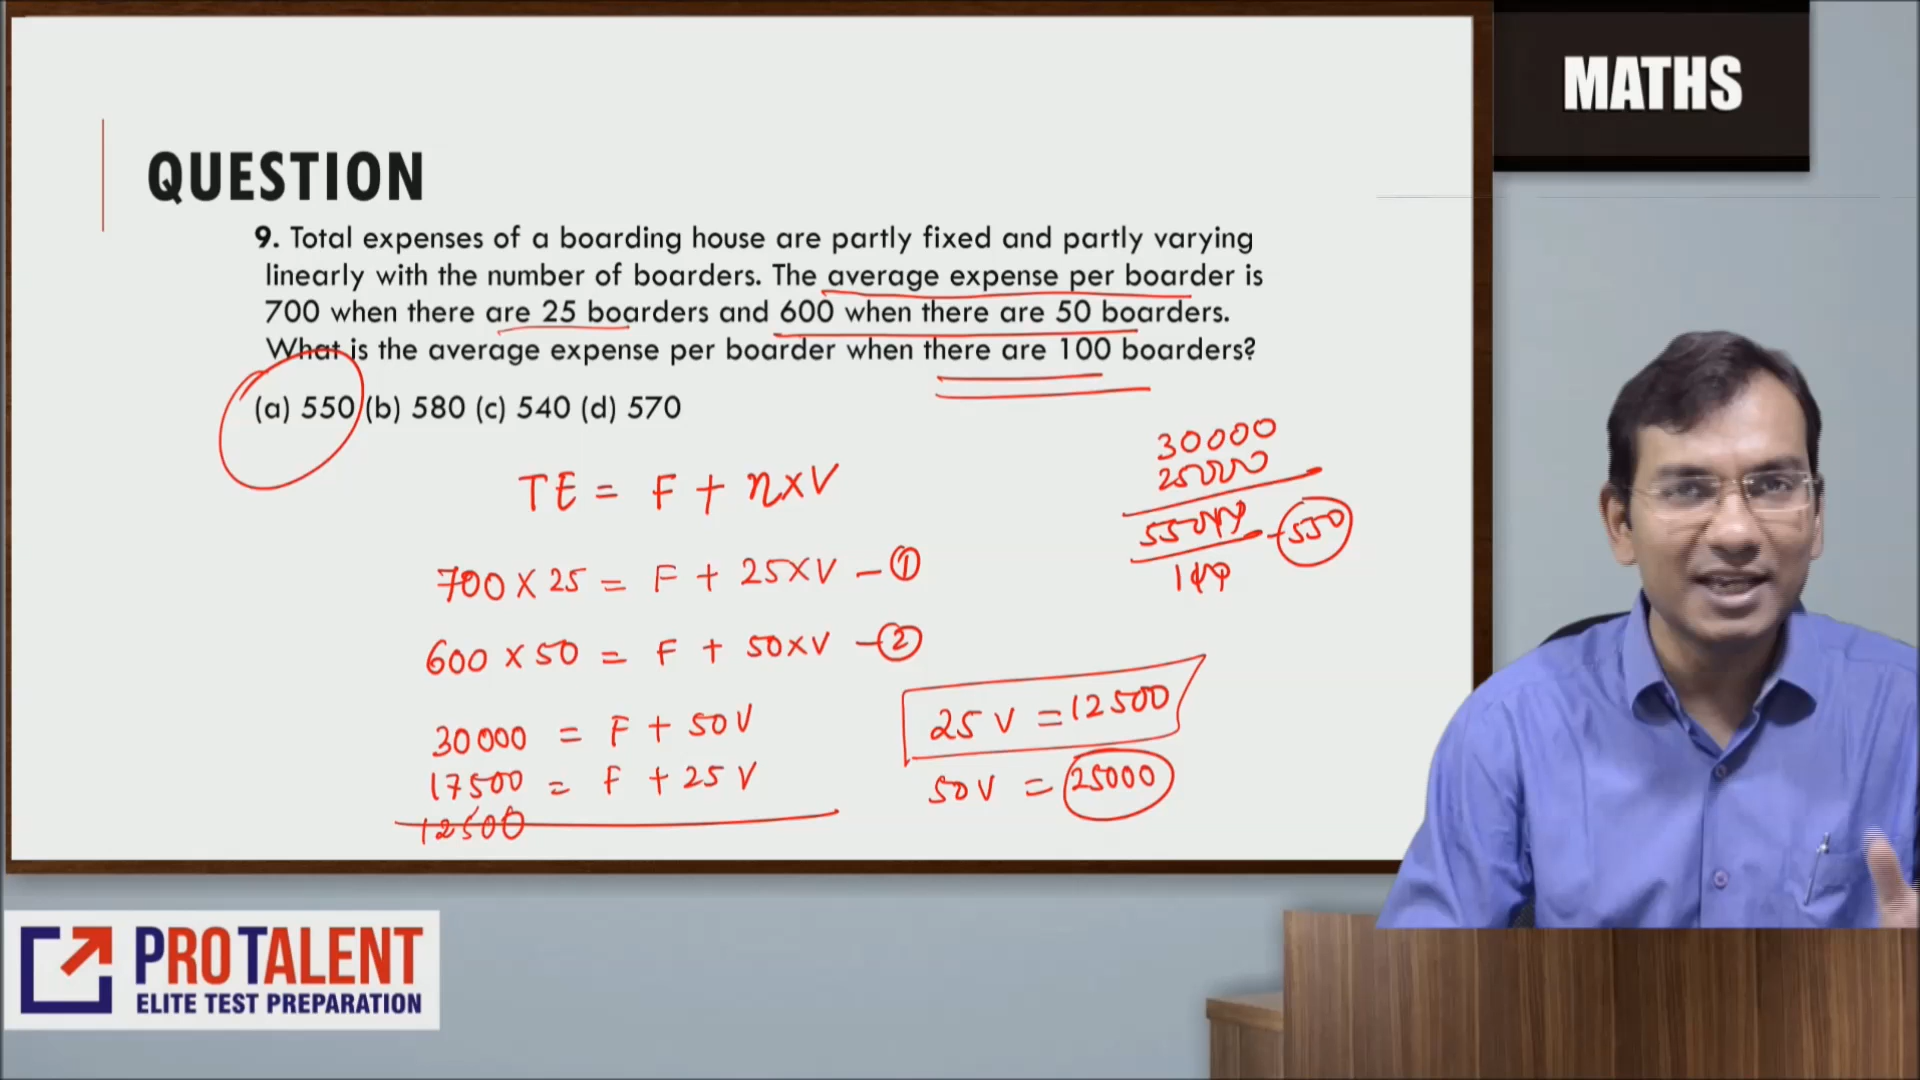 MATHS
QUESTION
9. Total expenses of a boarding house are partly fixed and partly varying
linearly with the number of boarders. The average expense per boarder is
700 when there are 25 boarders and 600 when there are 50 boarders.
What is the average expense per boarder when there are 100 boarders?
(a) 550 (b) 580 (c) 540 (d) 570
TE = F + n×V
700 × 25 = F + 25×V – 1
600 × 50 = F + 50×V – 2
30000 = F + 50V
17500 = F + 25V
12500
30000
25000
55000 – 550
100
25V = 12500
50V = 25000
PROTALENT
ELITE TEST PREPARATION